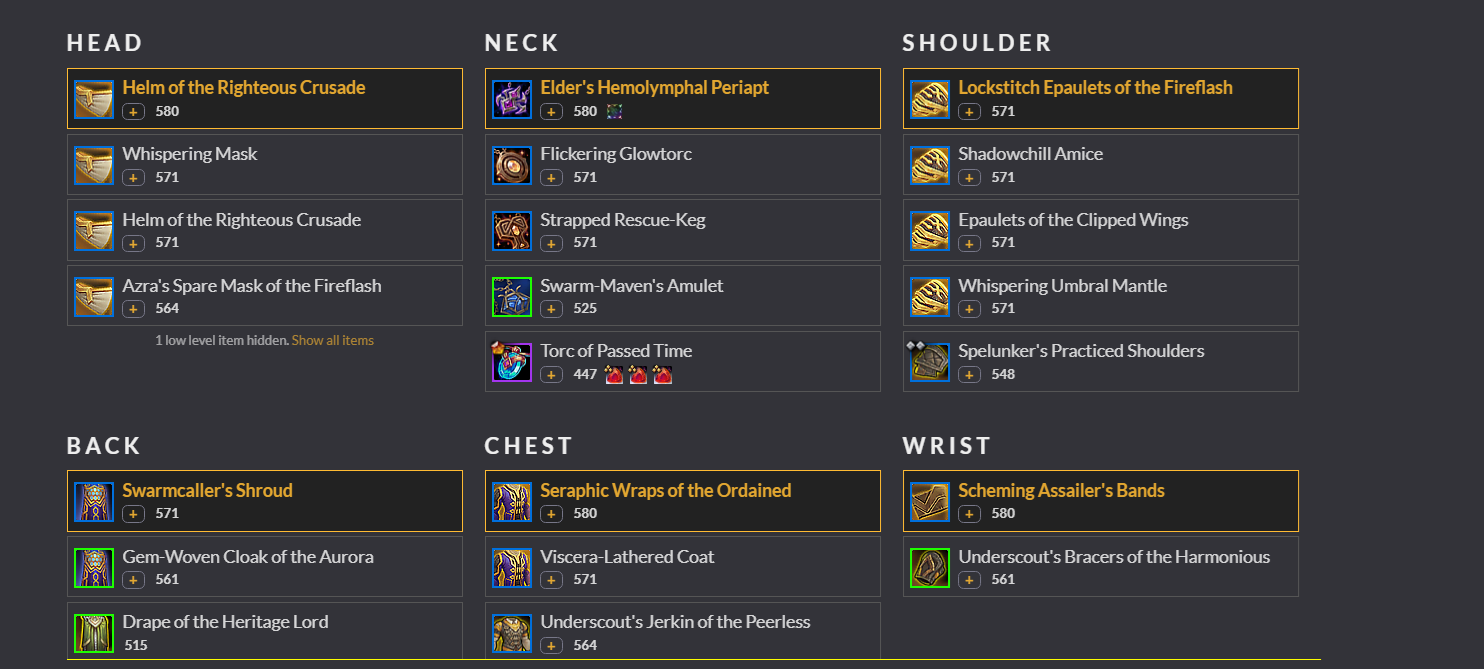 HEAD
Helm of the Righteous Crusade
+ 580
Whispering Mask
+ 571
Helm of the Righteous Crusade
+ 571
Azra's Spare Mask of the Fireflash
+ 564
1 low level item hidden. Show all items
NECK
Elder's Hemolymphal Periapt
+ 580
Flickering Glowtorc
+ 571
Strapped Rescue-Keg
+ 571
Swarm-Maven's Amulet
+ 525
Torc of Passed Time
+ 447
SHOULDER
Lockstitch Epaulets of the Fireflash
+ 571
Shadowchill Amice
+ 571
Epaulets of the Clipped Wings
+ 571
Whispering Umbral Mantle
+ 571
Spelunker's Practiced Shoulders
+ 548
BACK
Swarmcaller's Shroud
+ 571
Gem-Woven Cloak of the Aurora
+ 561
Drape of the Heritage Lord
515
CHEST
Seraphic Wraps of the Ordained
+ 580
Viscera-Lathered Coat
+ 571
Underscout's Jerkin of the Peerless
+ 564
WRIST
Scheming Assailer's Bands
+ 580
Underscout's Bracers of the Harmonious
+ 561